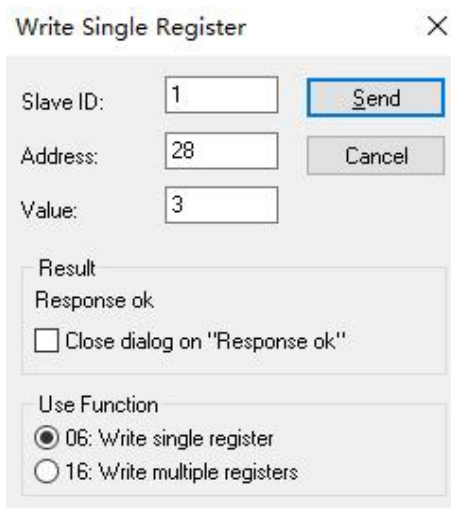 Write Single Register
Slave ID: 1 Send
Address: 28 Cancel
Value: 3
Result
Response ok
Close dialog on "Response ok"
Use Function
06: Write single register
16: Write multiple registers